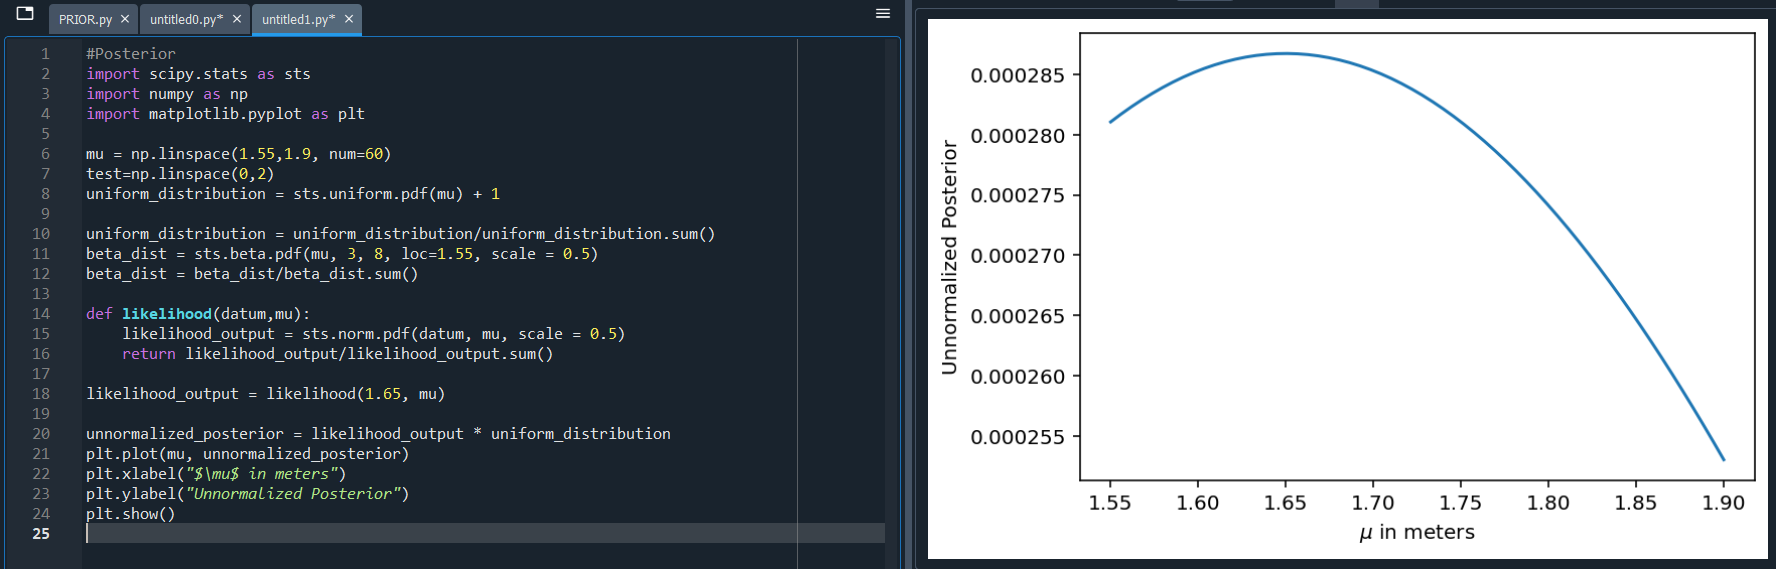 PRIOR.py × untitled0.py* × untitled1.py* ×
1 #Posterior
2 import scipy.stats as sts
3 import numpy as np
4 import matplotlib.pyplot as plt
5
6 mu = np.linspace(1.55,1.9, num=60)
7 test=np.linspace(0,2)
8 uniform_distribution = sts.uniform.pdf(mu) + 1
9
10 uniform_distribution = uniform_distribution/uniform_distribution.sum()
11 beta_dist = sts.beta.pdf(mu, 3, 8, loc=1.55, scale = 0.5)
12 beta_dist = beta_dist/beta_dist.sum()
13
14 def likelihood(datum,mu):
15     likelihood_output = sts.norm.pdf(datum, mu, scale = 0.5)
16     return likelihood_output/likelihood_output.sum()
17
18 likelihood_output = likelihood(1.65, mu)
19
20 unnormalized_posterior = likelihood_output * uniform_distribution
21 plt.plot(mu, unnormalized_posterior)
22 plt.xlabel("$\mu$ in meters")
23 plt.ylabel("Unnormalized Posterior")
24 plt.show()
25
Unnormalized Posterior
0.000285
0.000280
0.000275
0.000270
0.000265
0.000260
0.000255
1.55 1.60 1.65 1.70 1.75 1.80 1.85 1.90
μ in meters